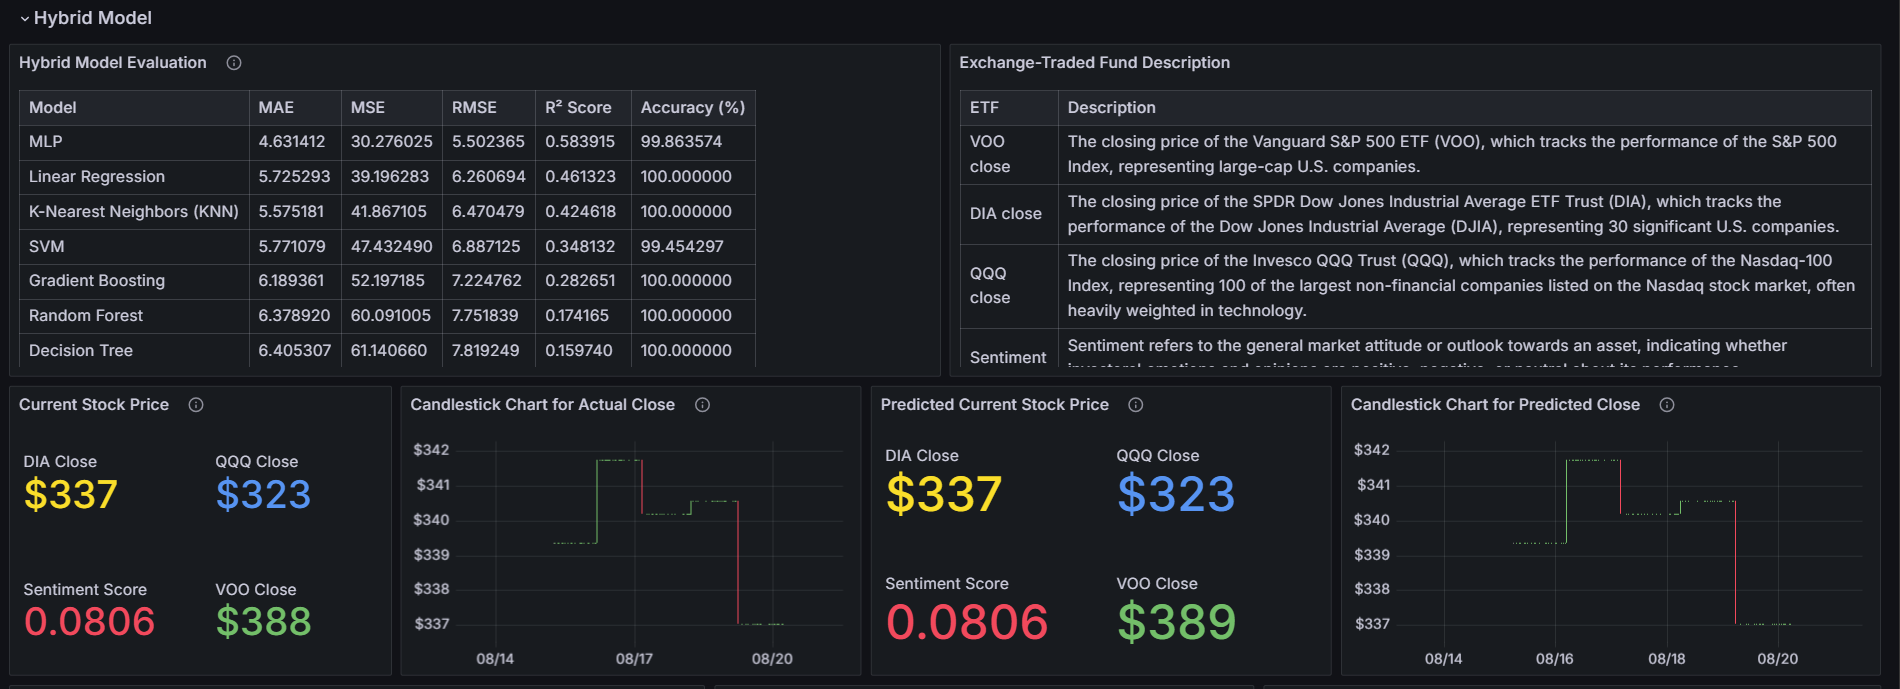 Hybrid Model
Hybrid Model Evaluation
Model MAE MSE RMSE R² Score Accuracy (%)
MLP 4.631412 30.276025 5.502365 0.583915 99.863574
Linear Regression 5.725293 39.196283 6.260694 0.461323 100.000000
K-Nearest Neighbors (KNN) 5.575181 41.867105 6.470479 0.424618 100.000000
SVM 5.771079 47.432490 6.887125 0.348132 99.454297
Gradient Boosting 6.189361 52.197185 7.224762 0.282651 100.000000
Random Forest 6.378920 60.091005 7.751839 0.174165 100.000000
Decision Tree 6.405307 61.140660 7.819249 0.159740 100.000000
Exchange-Traded Fund Description
ETF Description
VOO close
The closing price of the Vanguard S&P 500 ETF (VOO), which tracks the performance of the S&P 500
Index, representing large-cap U.S. companies.
DIA close
The closing price of the SPDR Dow Jones Industrial Average ETF Trust (DIA), which tracks the
performance of the Dow Jones Industrial Average (DJIA), representing 30 significant U.S. companies.
QQQ close
The closing price of the Invesco QQQ Trust (QQQ), which tracks the performance of the Nasdaq-100
Index, representing 100 of the largest non-financial companies listed on the Nasdaq stock market, often
heavily weighted in technology.
Sentiment
Sentiment refers to the general market attitude or outlook towards an asset, indicating whether
Current Stock Price
DIA Close
$337
QQQ Close
$323
Sentiment Score
0.0806
VOO Close
$388
Candlestick Chart for Actual Close
$342
$341
$340
$339
$338
$337
08/14 08/17 08/20
Predicted Current Stock Price
DIA Close
$337
QQQ Close
$323
Sentiment Score
0.0806
VOO Close
$389
Candlestick Chart for Predicted Close
$342
$341
$340
$339
$338
$337
08/14 08/16 08/18 08/20